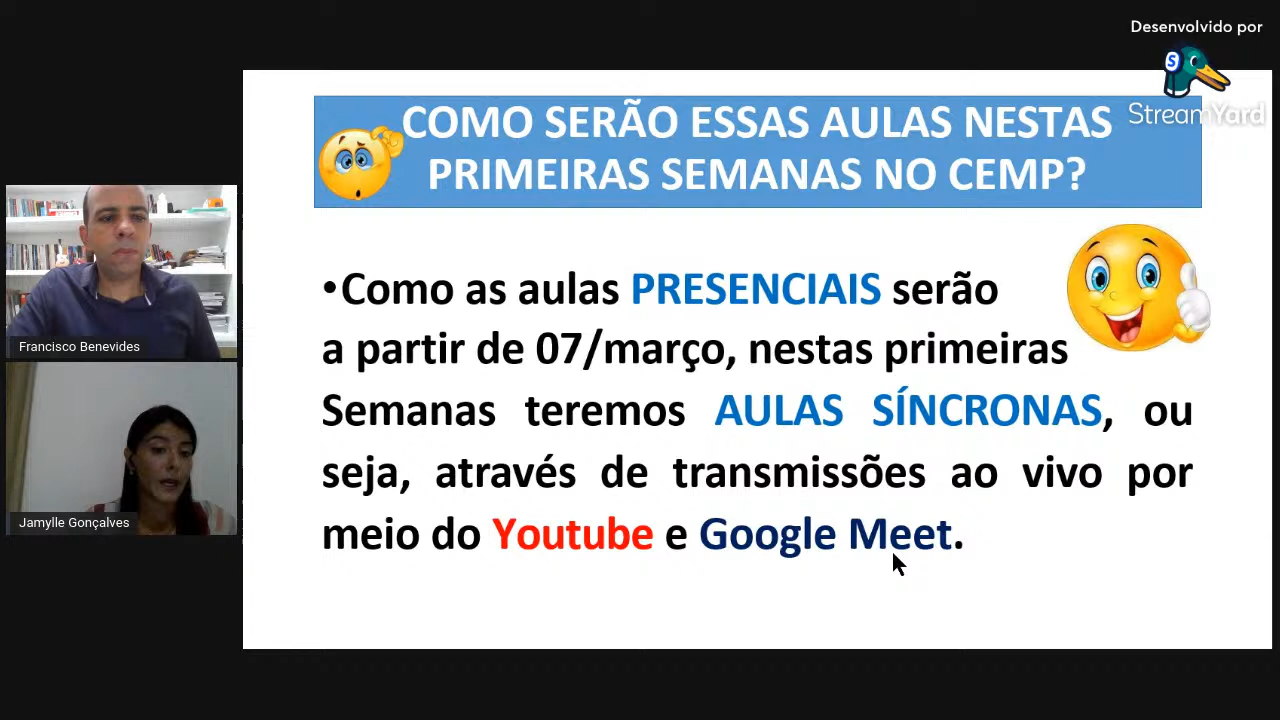 Desenvolvido por
StreamYard
COMO SERÃO ESSAS AULAS NESTAS
PRIMEIRAS SEMANAS NO CEMP?
•Como as aulas PRESENCIAIS serão
a partir de 07/março, nestas primeiras
Semanas teremos AULAS SÍNCRONAS, ou
seja, através de transmissões ao vivo por
meio do Youtube e Google Meet.
Francisco Benevides
Jamylle Gonçalves